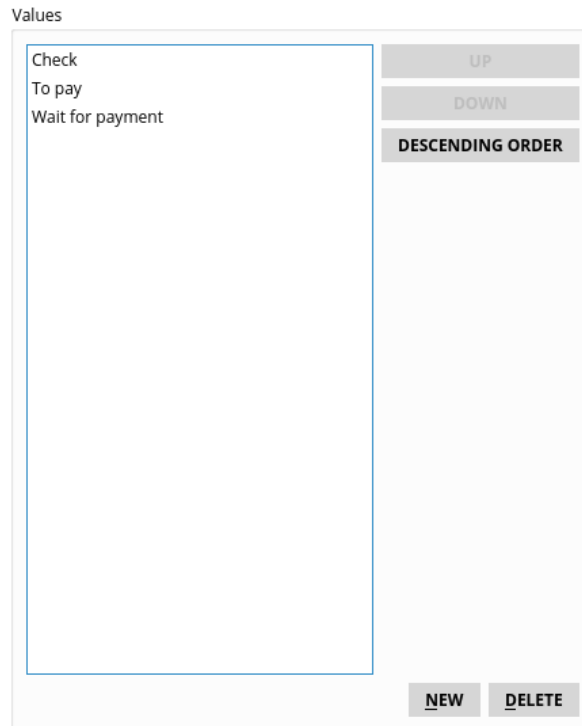 Values
Check
To pay
Wait for payment
UP
DOWN
DESCENDING ORDER
NEW
DELETE